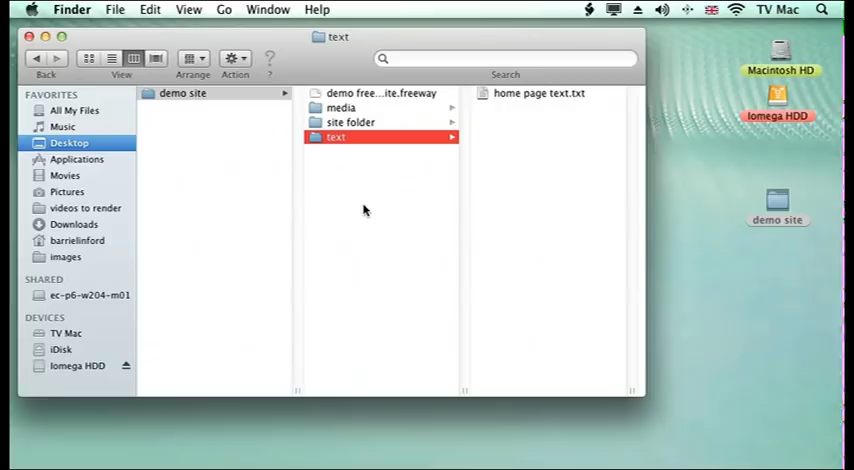 Finder File Edit View Go Window Help TV Mac
text
Back View Arrange Action ? Search
FAVORITES
All My Files
Music
Desktop
Applications
Movies
Pictures
videos to render
Downloads
barrielinford
images
SHARED
ec-p6-w204-m01
DEVICES
TV Mac
iDisk
Iomega HDD
demo site
demo free...ite.freeway
media
site folder
text
home page text.txt
Macintosh HD
Iomega HDD
demo site